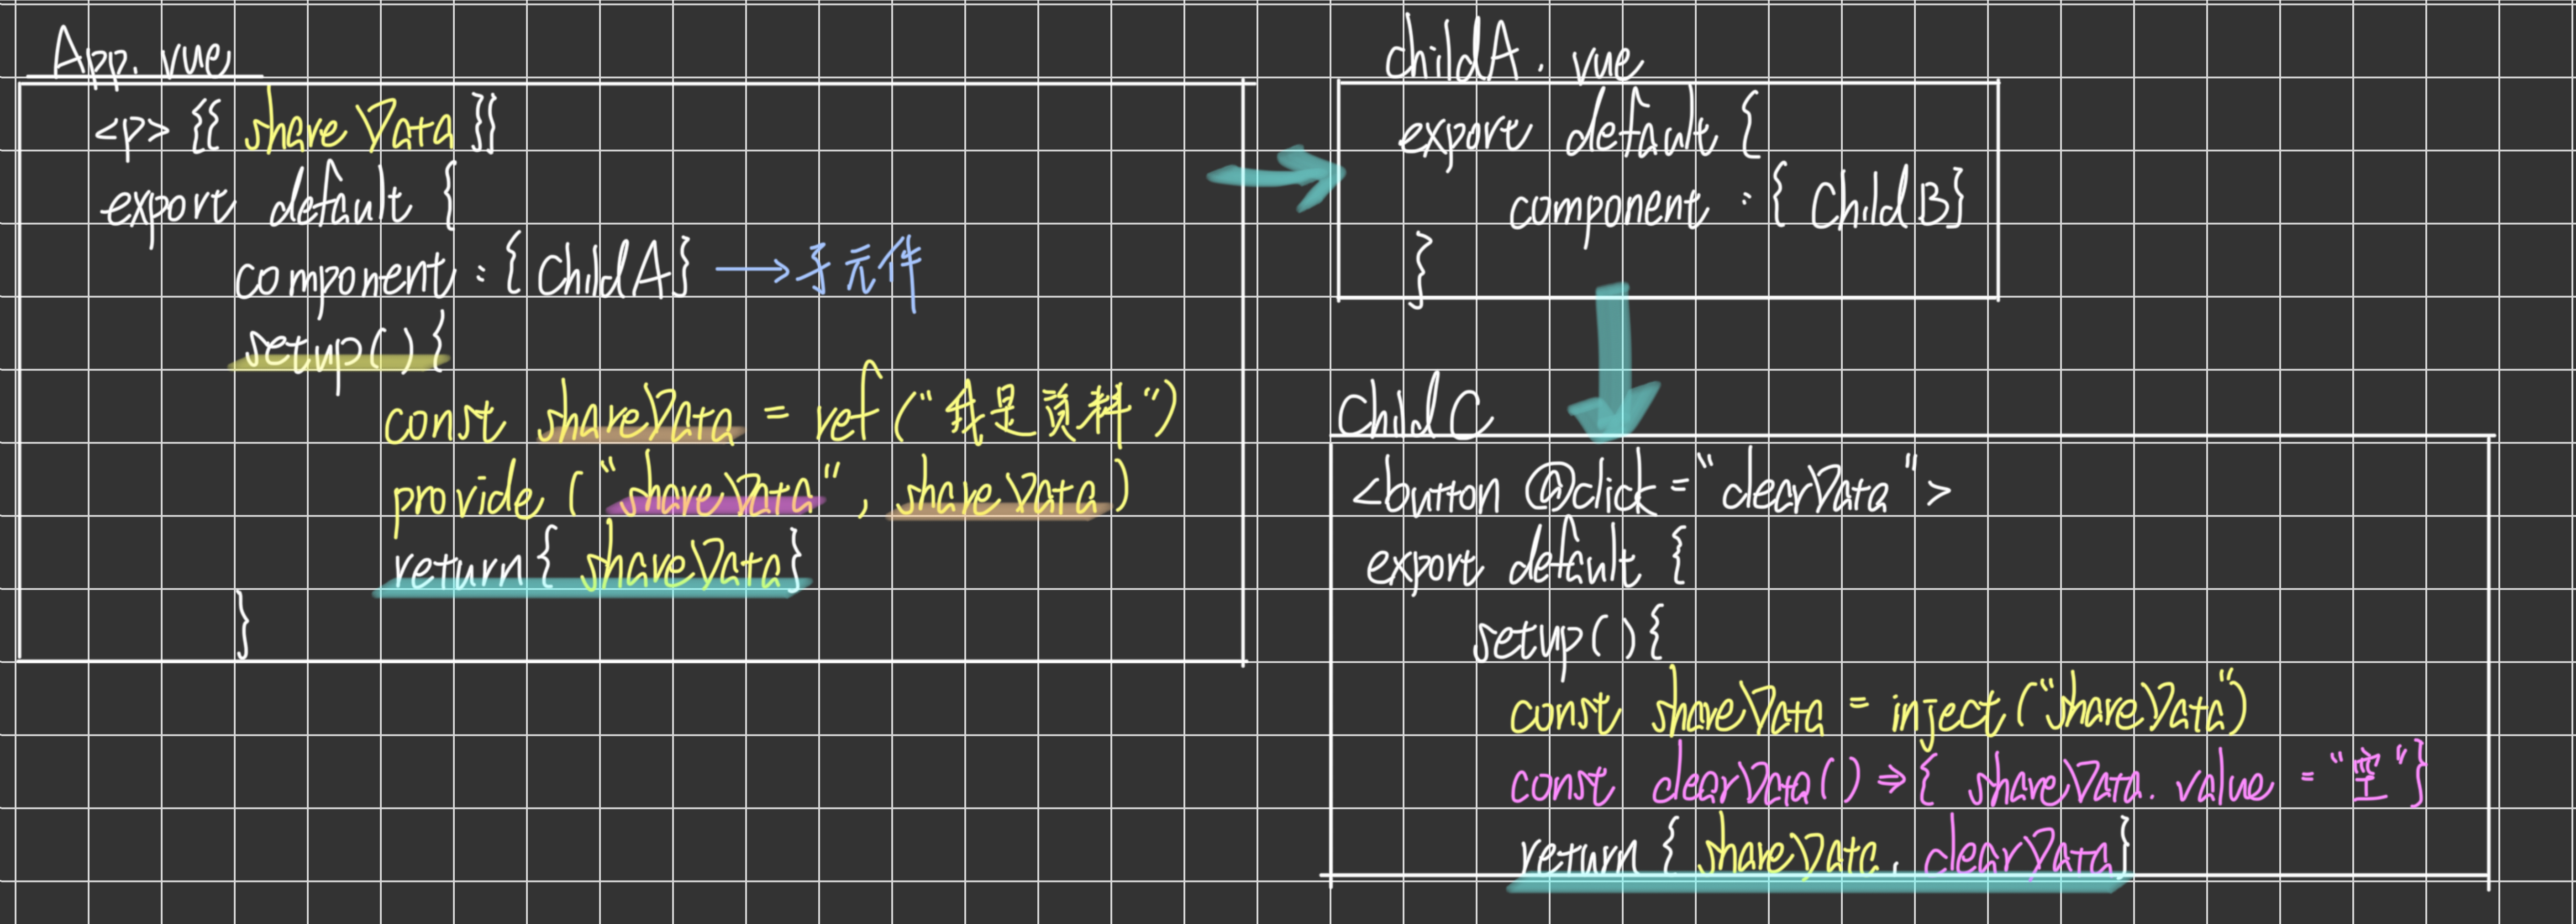 App.vue
<p> {{ shareData }}
export default {
component : { ChildA} → 子元件
setup() {
const shareData = ref ("我是資料")
provide ("shareData", shareData)
return{ shareData}
}
childA.vue
export default {
component : { ChildB}
}
ChildC
<button @click="clearData">
export default {
setup() {
const shareData = inject("shareData")
const clearData() ⇒ { shareData.value = "空"}
return { shareData, clearData}